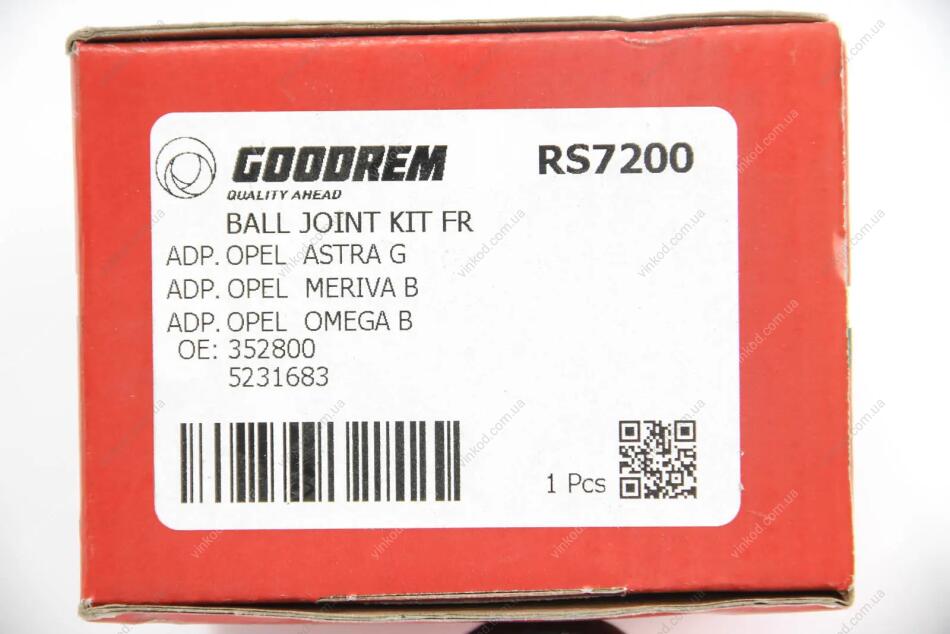 GOODREM RS7200
QUALITY AHEAD
BALL JOINT KIT FR
ADP. OPEL ASTRA G
ADP. OPEL MERIVA B
ADP. OPEL OMEGA B
OE: 352800
5231683
1 Pcs
vinkod.com.ua